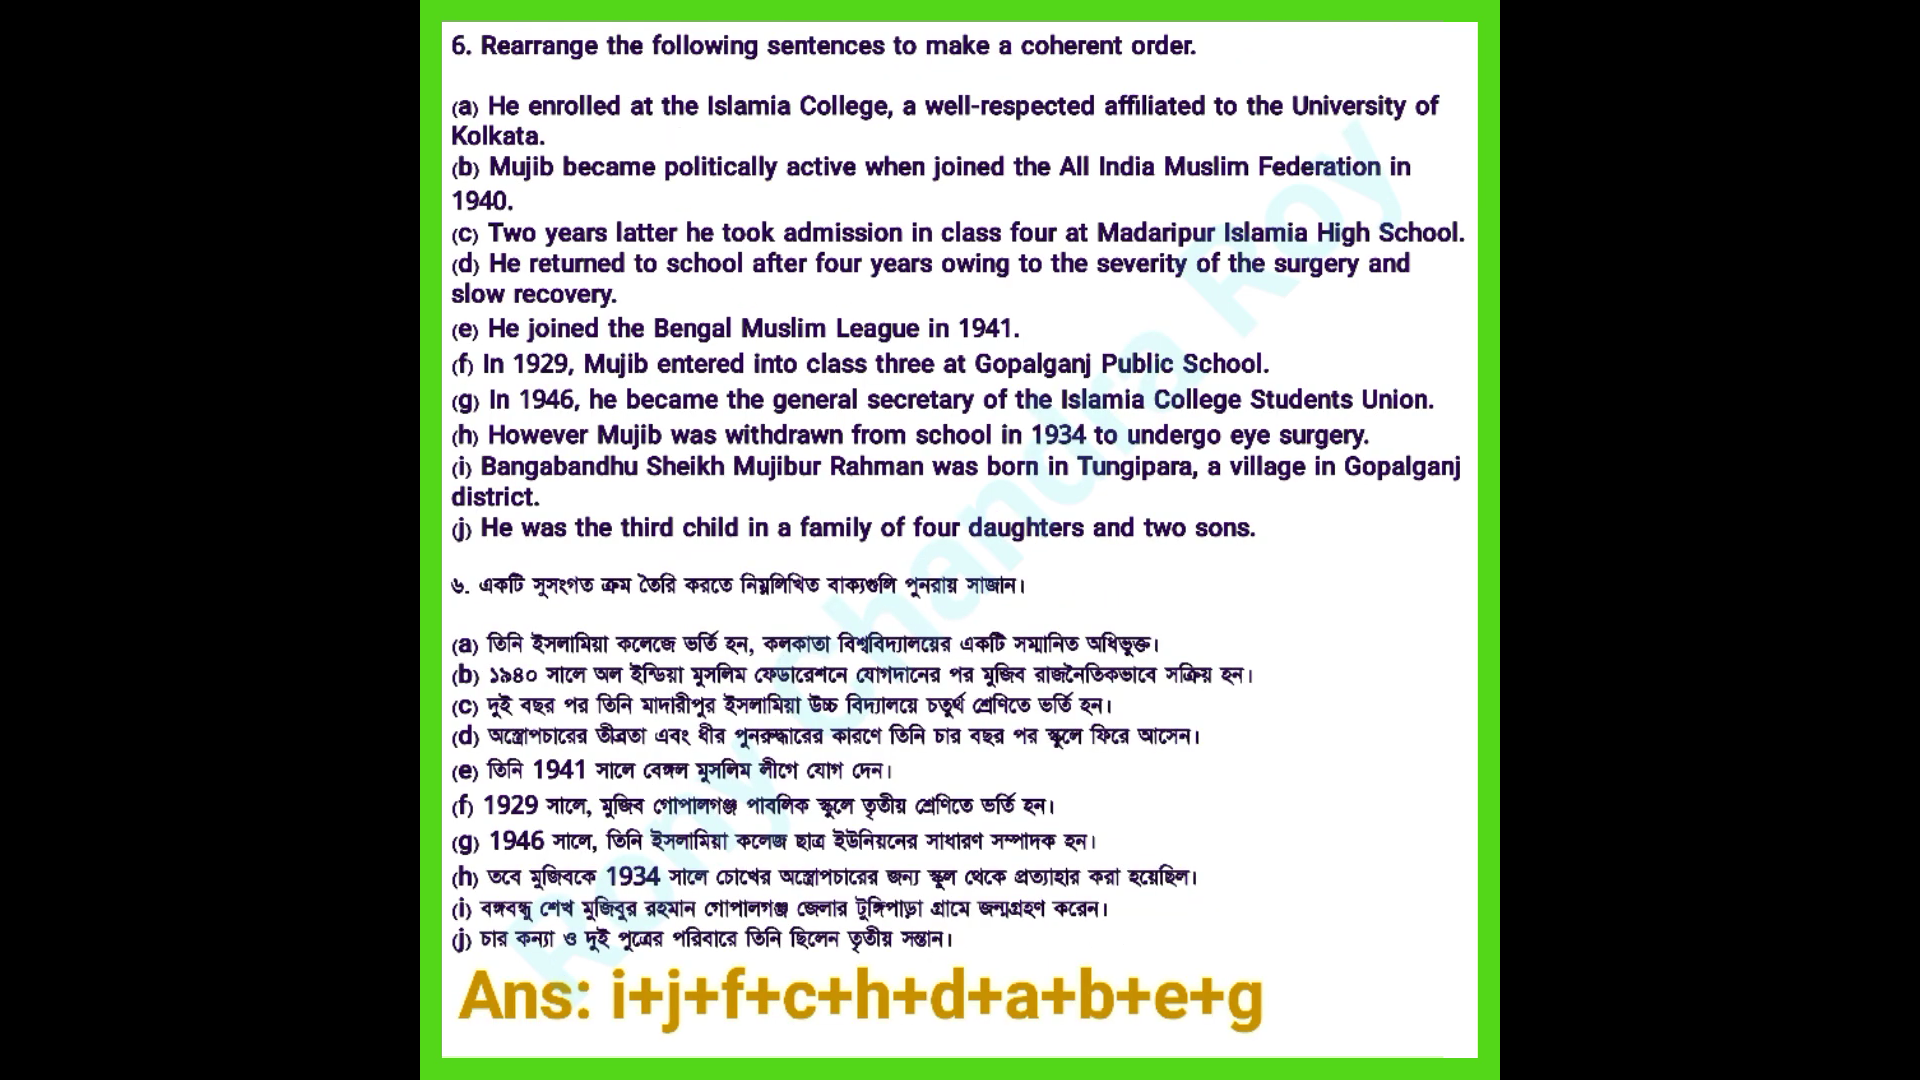 6. Rearrange the following sentences to make a coherent order.
(a) He enrolled at the Islamia College, a well-respected affiliated to the University of
Kolkata.
(b) Mujib became politically active when joined the All India Muslim Federation in
1940.
(c) Two years latter he took admission in class four at Madaripur Islamia High School.
(d) He returned to school after four years owing to the severity of the surgery and
slow recovery.
(e) He joined the Bengal Muslim League in 1941.
(f) In 1929, Mujib entered into class three at Gopalganj Public School.
(g) In 1946, he became the general secretary of the Islamia College Students Union.
(h) However Mujib was withdrawn from school in 1934 to undergo eye surgery.
(i) Bangabandhu Sheikh Mujibur Rahman was born in Tungipara, a village in Gopalganj
district.
(j) He was the third child in a family of four daughters and two sons.
৬. একটি সুসংগত ক্রম তৈরি করতে নিম্নলিখিত বাক্যগুলি পুনরায় সাজান।
(a) তিনি ইসলামিয়া কলেজে ভর্তি হন, কলকাতা বিশ্ববিদ্যালয়ের একটি সম্মানিত অধিভুক্ত।
(b) ১৯৪০ সালে অল ইন্ডিয়া মুসলিম ফেডারেশনে যোগদানের পর মুজিব রাজনৈতিকভাবে সক্রিয় হন।
(c) দুই বছর পর তিনি মাদারীপুর ইসলামিয়া উচ্চ বিদ্যালয়ে চতুর্থ শ্রেণিতে ভর্তি হন।
(d) অস্ত্রোপচারের তীব্রতা এবং ধীর পুনরুদ্ধারের কারণে তিনি চার বছর পর স্কুলে ফিরে আসেন।
(e) তিনি 1941 সালে বেঙ্গল মুসলিম লীগে যোগ দেন।
(f) 1929 সালে, মুজিব গোপালগঞ্জ পাবলিক স্কুলে তৃতীয় শ্রেণিতে ভর্তি হন।
(g) 1946 সালে, তিনি ইসলামিয়া কলেজ ছাত্র ইউনিয়নের সাধারণ সম্পাদক হন।
(h) তবে মুজিবকে 1934 সালে চোখের অস্ত্রোপচারের জন্য স্কুল থেকে প্রত্যাহার করা হয়েছিল।
(i) বঙ্গবন্ধু শেখ মুজিবুর রহমান গোপালগঞ্জ জেলার টুঙ্গিপাড়া গ্রামে জন্মগ্রহণ করেন।
(j) চার কন্যা ও দুই পুত্রের পরিবারে তিনি ছিলেন তৃতীয় সন্তান।
Ans: i+j+f+c+h+d+a+b+e+g
Rony Chandra Roy